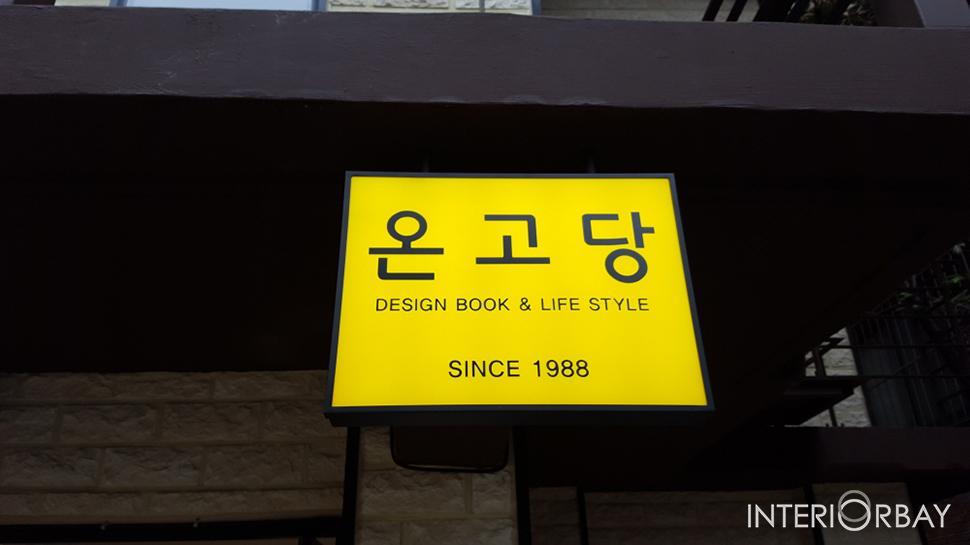 온고당
DESIGN BOOK & LIFE STYLE
SINCE 1988
INTERIORBAY